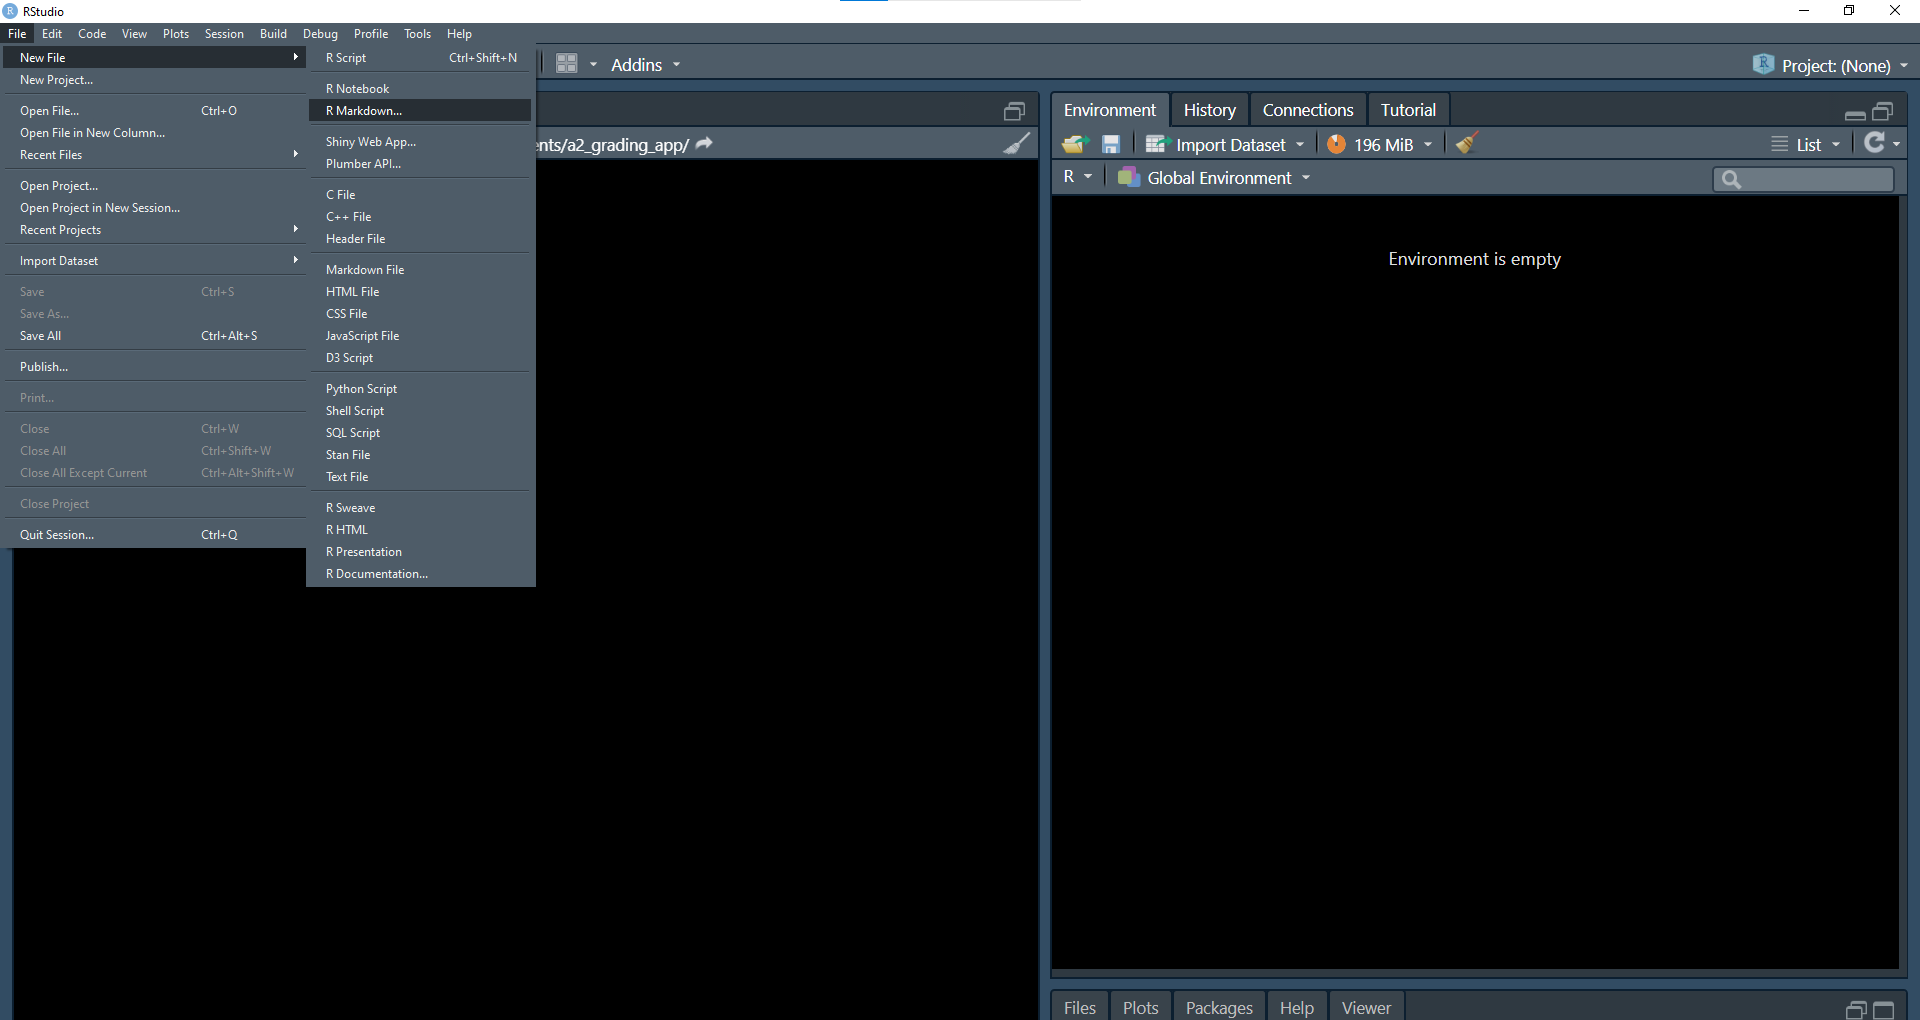 RStudio
File Edit Code View Plots Session Build Debug Profile Tools Help
New File
New Project...
Open File... Ctrl+O
Open File in New Column...
Recent Files
Open Project...
Open Project in New Session...
Recent Projects
Import Dataset
Save Ctrl+S
Save As...
Save All Ctrl+Alt+S
Publish...
Print...
Close Ctrl+W
Close All Ctrl+Shift+W
Close All Except Current Ctrl+Alt+Shift+W
Close Project
Quit Session... Ctrl+Q
R Script Ctrl+Shift+N
R Notebook
R Markdown...
Shiny Web App...
Plumber API...
C File
C++ File
Header File
Markdown File
HTML File
CSS File
JavaScript File
D3 Script
Python Script
Shell Script
SQL Script
Stan File
Text File
R Sweave
R HTML
R Presentation
R Documentation...
Addins
Project: (None)
ents/a2_grading_app/
Environment History Connections Tutorial
Import Dataset 196 MiB List
R Global Environment
Environment is empty
Files Plots Packages Help Viewer